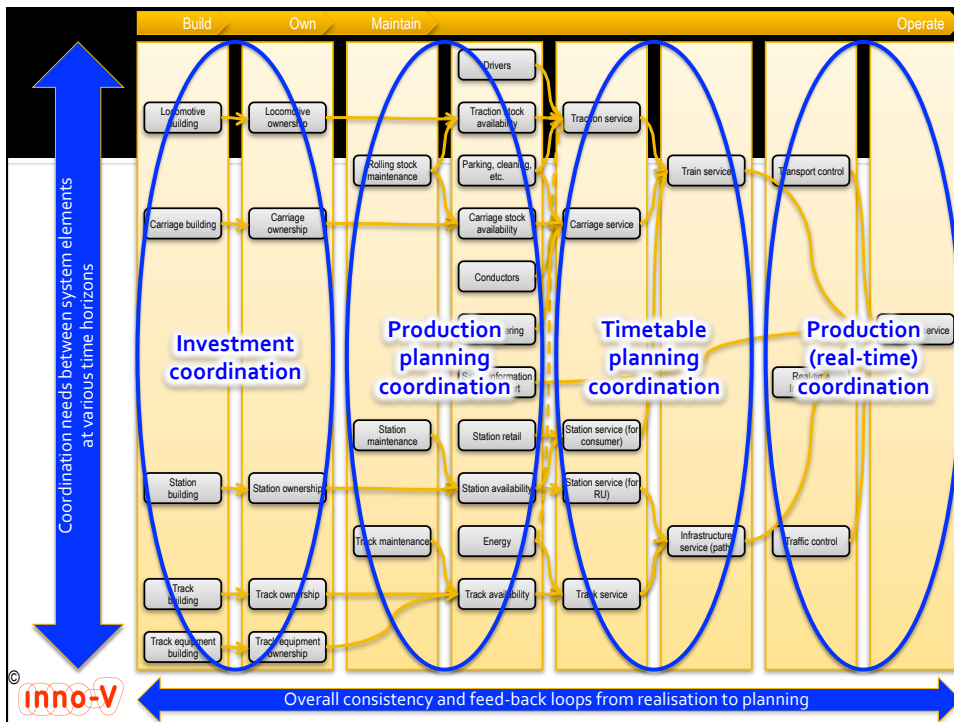 Build
Own
Maintain
Operate
Coordination needs between system elements
at various time horizons
Drivers
Locomotive
building
Locomotive
ownership
Traction stock
availability
Traction service
Rolling stock
maintenance
Parking, cleaning,
etc.
Train service
Transport control
Carriage building
Carriage
ownership
Carriage stock
availability
Carriage service
Conductors
Investment
coordination
Production
planning
coordination
Timetable
planning
coordination
Production
(real-time)
coordination
service
information
Station
maintenance
Station retail
Station service (for
consumer)
Station
building
Station ownership
Station availability
Station service (for
RU)
Track maintenance
Energy
Infrastructure
service (path)
Traffic control
Track
building
Track ownership
Track availability
Track service
Track equipment
building
Track equipment
ownership
©
inno-V
Overall consistency and feed-back loops from realisation to planning